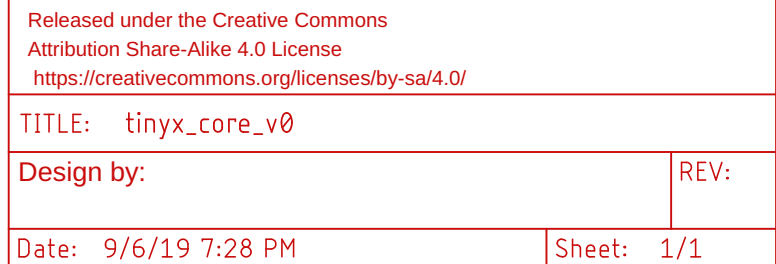 Released under the Creative Commons
Attribution Share-Alike 4.0 License
https://creativecommons.org/licenses/by-sa/4.0/
TITLE: tinyx_core_v0
Design by: REV:
Date: 9/6/19 7:28 PM Sheet: 1/1